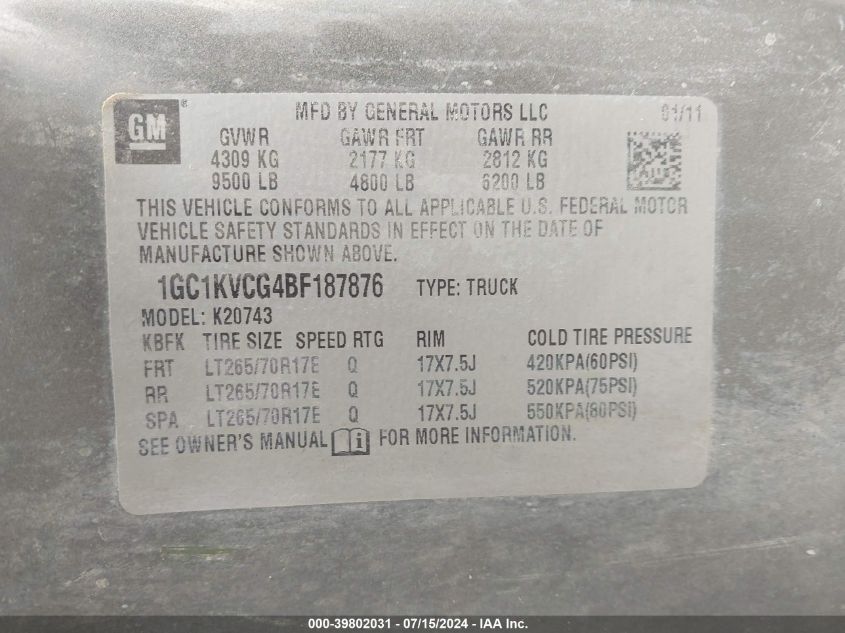 GM ® MFD BY GENERAL MOTORS LLC 01/11
GVWR GAWR FRT GAWR RR
4309 KG 2177 KG 2812 KG
9500 LB 4800 LB 6200 LB
THIS VEHICLE CONFORMS TO ALL APPLICABLE U.S. FEDERAL MOTOR
VEHICLE SAFETY STANDARDS IN EFFECT ON THE DATE OF
MANUFACTURE SHOWN ABOVE.
1GC1KVCG4BF187876 TYPE: TRUCK
MODEL: K20743
KBFK TIRE SIZE SPEED RTG RIM COLD TIRE PRESSURE
FRT LT265/70R17E Q 17X7.5J 420KPA(60PSI)
RR LT265/70R17E Q 17X7.5J 520KPA(75PSI)
SPA LT265/70R17E Q 17X7.5J 550KPA(80PSI)
SEE OWNER'S MANUAL FOR MORE INFORMATION.
000-39802031 - 07/15/2024 - IAA Inc.